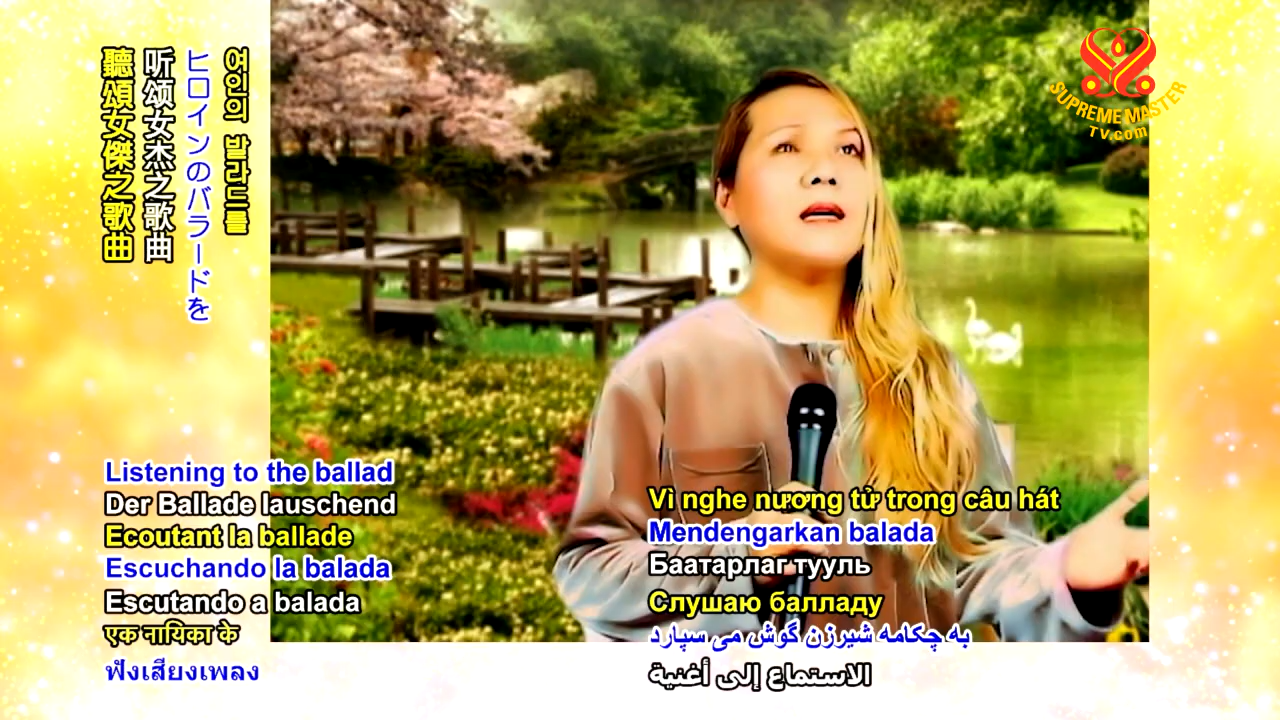 聽頌女傑之歌曲
听颂女杰之歌曲
ヒロインのバラードを
영인의 발라드를
SUPREME MASTER
TV.com
Listening to the ballad
Der Ballade lauschend
Ecoutant la ballade
Escuchando la balada
Escutando a balada
एक नायिका के
ฟังเสียงเพลง
Vì nghe nương tử trong câu hát
Mendengarkan balada
Баатарлаг тууль
Слушаю балладу
به چکامه شیرزن گوش می سپارد
الاستماع إلى أغنية